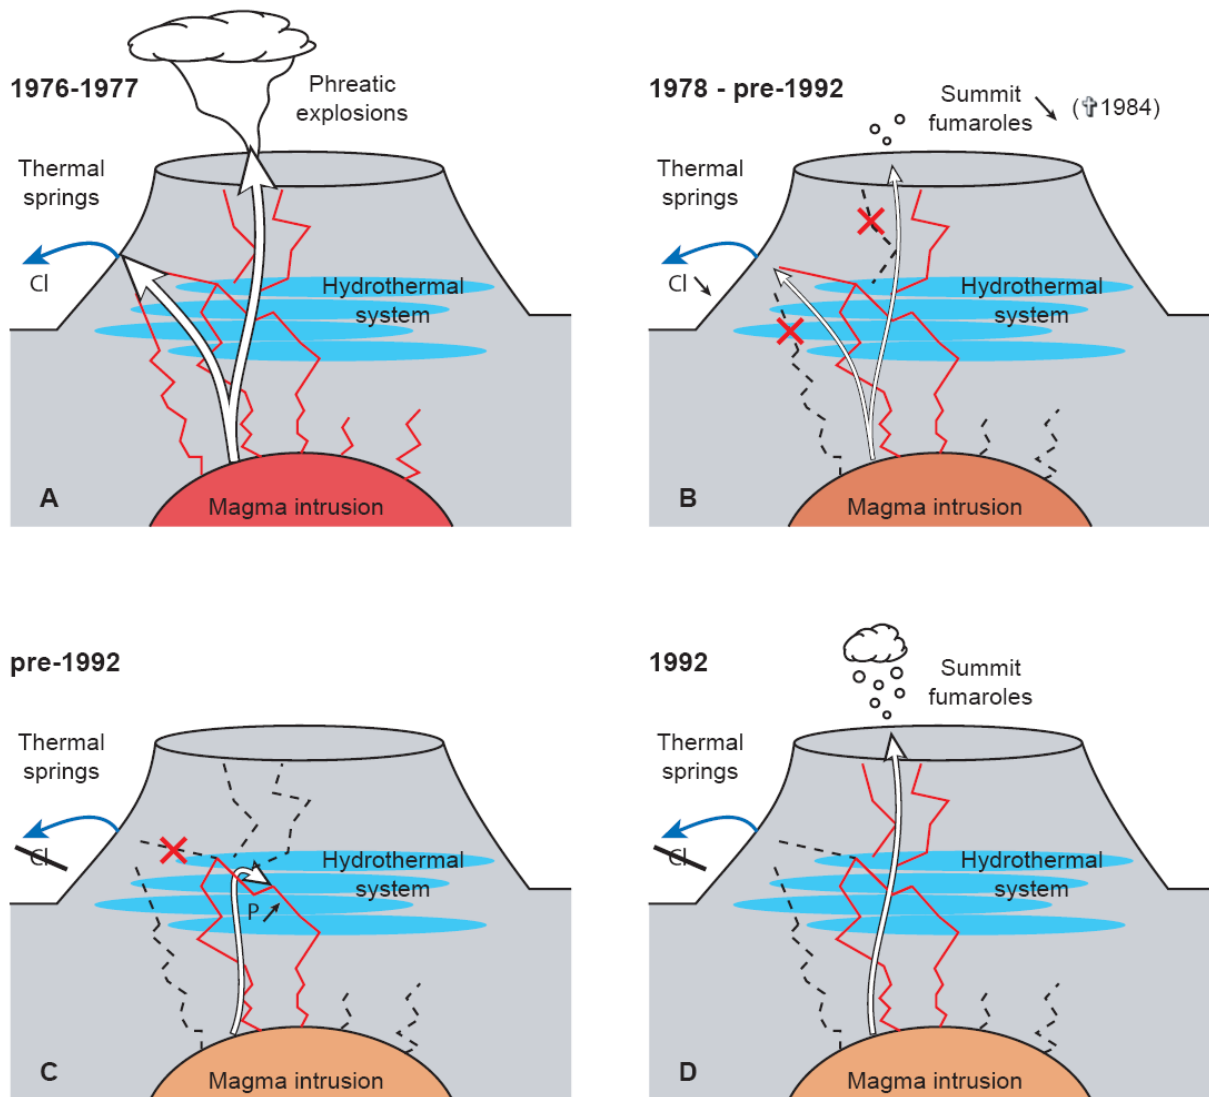 1976-1977
Phreatic
explosions
Thermal
springs
Cl
Hydrothermal
system
Magma intrusion
A
1978 - pre-1992
Summit
fumaroles
(✞1984)
Thermal
springs
Cl
Hydrothermal
system
Magma intrusion
B
pre-1992
Thermal
springs
Cl
Hydrothermal
system
P
Magma intrusion
C
1992
Summit
fumaroles
Thermal
springs
Cl
Hydrothermal
system
Magma intrusion
D